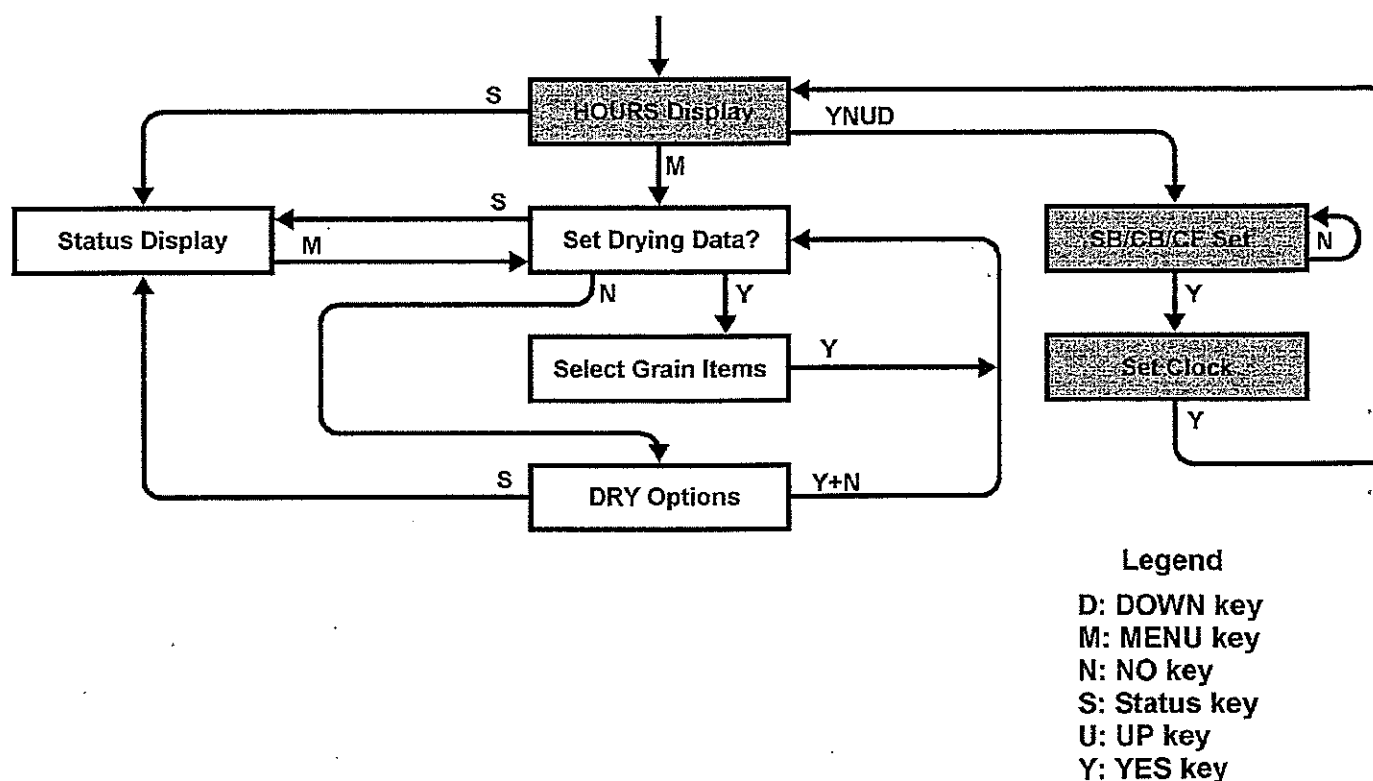 S
HOURS Display
YNUD
M
S
Status Display
M
Set Drying Data?
SB/CB/CF Set
N
N
Y
Y
Select Grain Items
Y
Set Clock
Y
S
DRY Options
Y+N
Legend
D: DOWN key
M: MENU key
N: NO key
S: Status key
U: UP key
Y: YES key